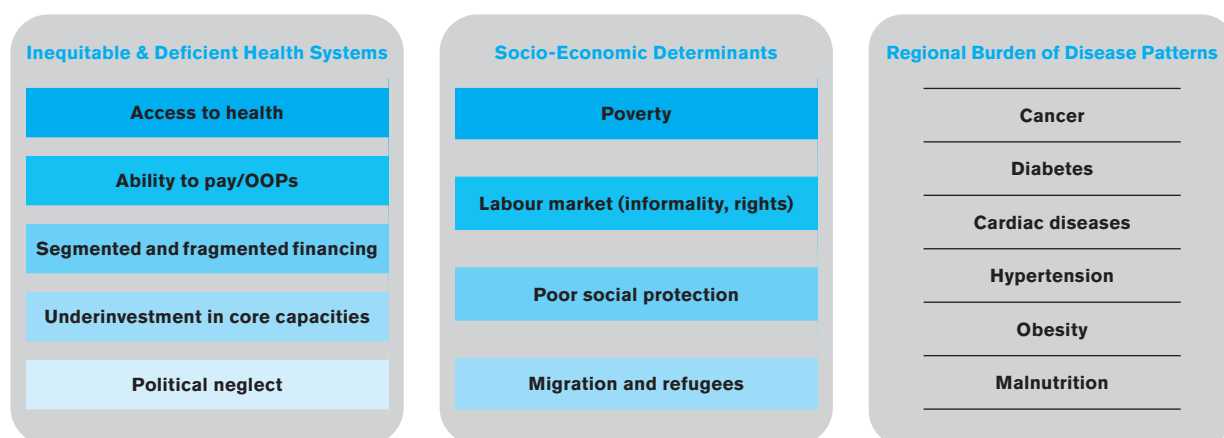 Inequitable & Deficient Health Systems
Access to health
Ability to pay/OOPs
Segmented and fragmented financing
Underinvestment in core capacities
Political neglect
Socio-Economic Determinants
Poverty
Labour market (informality, rights)
Poor social protection
Migration and refugees
Regional Burden of Disease Patterns
Cancer
Diabetes
Cardiac diseases
Hypertension
Obesity
Malnutrition